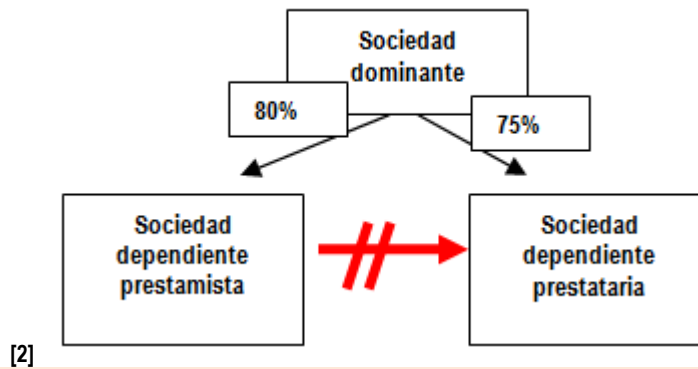 Sociedad
dominante
80%
75%
Sociedad
dependiente
prestamista
Sociedad
dependiente
prestataria
[2]